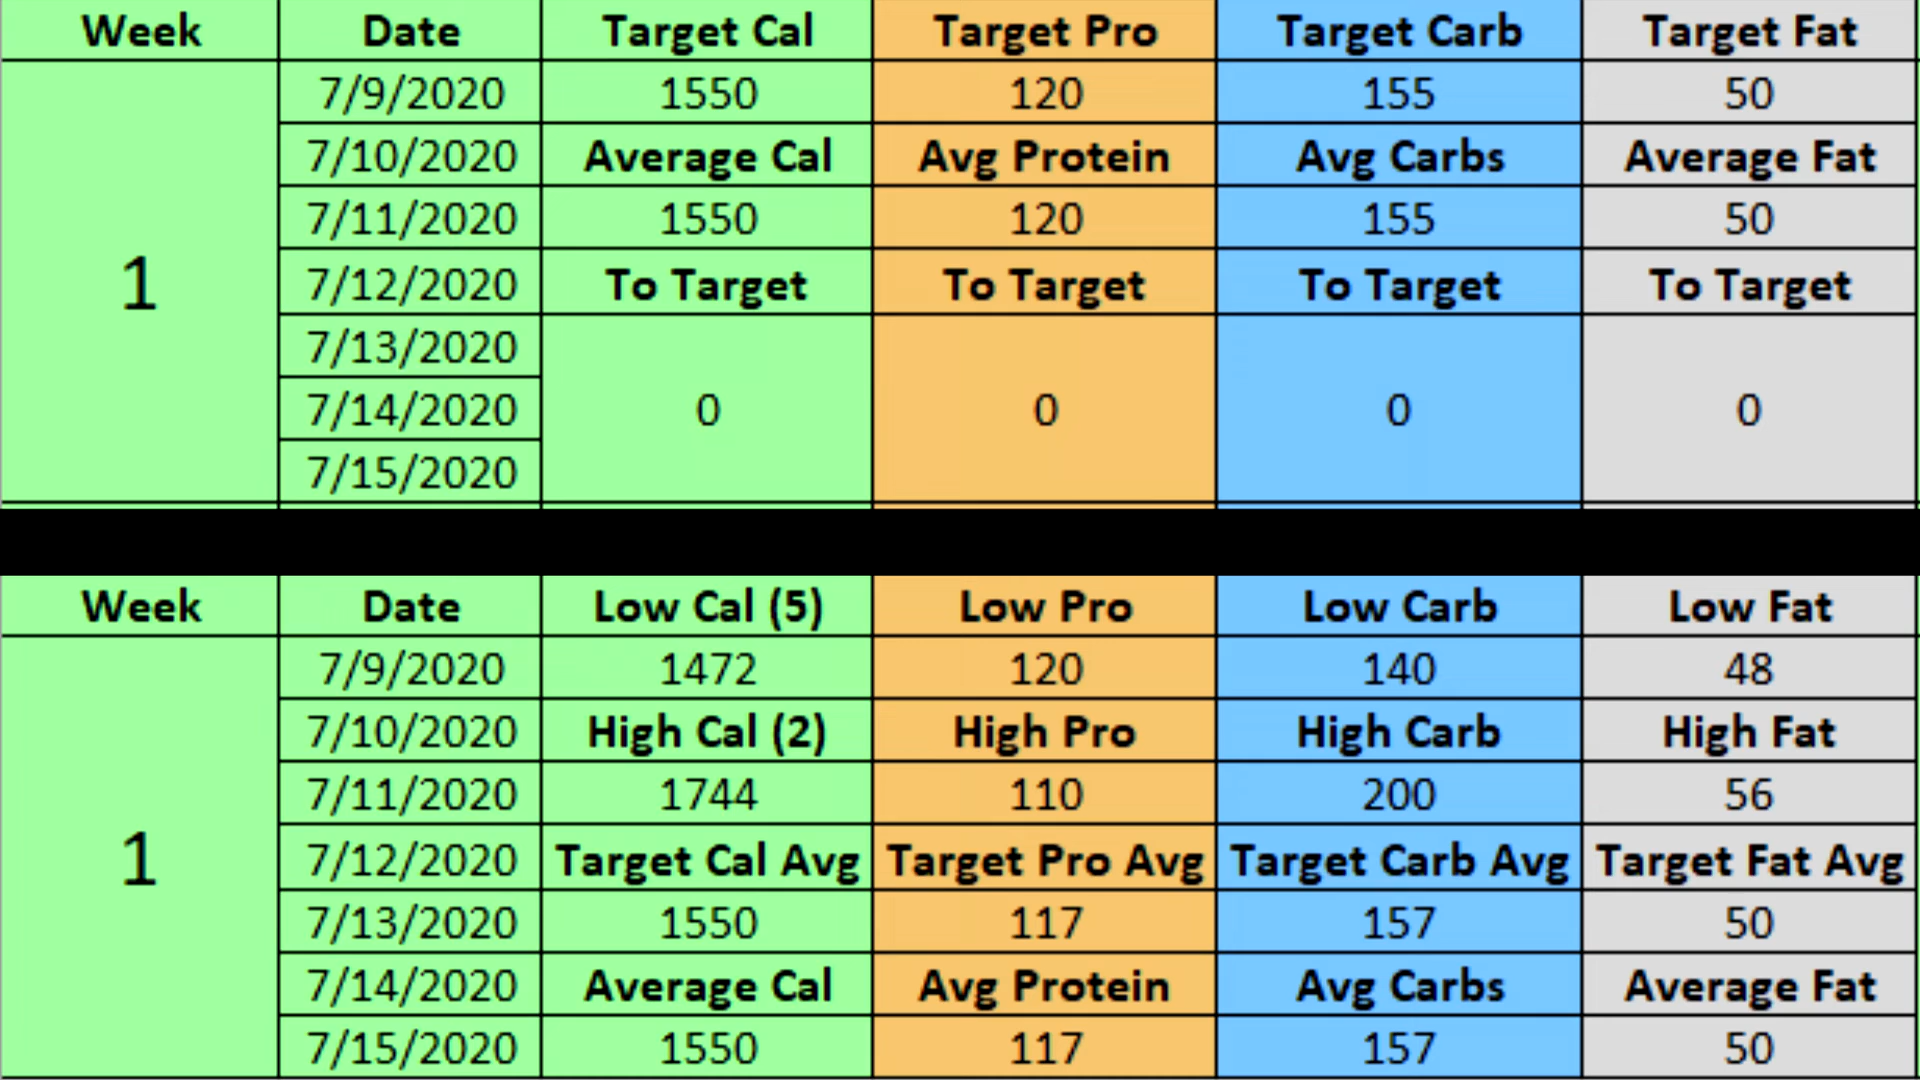 Week Date Target Cal Target Pro Target Carb Target Fat
7/9/2020 1550 120 155 50
7/10/2020 Average Cal Avg Protein Avg Carbs Average Fat
7/11/2020 1550 120 155 50
1 7/12/2020 To Target To Target To Target To Target
7/13/2020
7/14/2020 0 0 0 0
7/15/2020
Week Date Low Cal (5) Low Pro Low Carb Low Fat
7/9/2020 1472 120 140 48
7/10/2020 High Cal (2) High Pro High Carb High Fat
7/11/2020 1744 110 200 56
1 7/12/2020 Target Cal Avg Target Pro Avg Target Carb Avg Target Fat Avg
7/13/2020 1550 117 157 50
7/14/2020 Average Cal Avg Protein Avg Carbs Average Fat
7/15/2020 1550 117 157 50